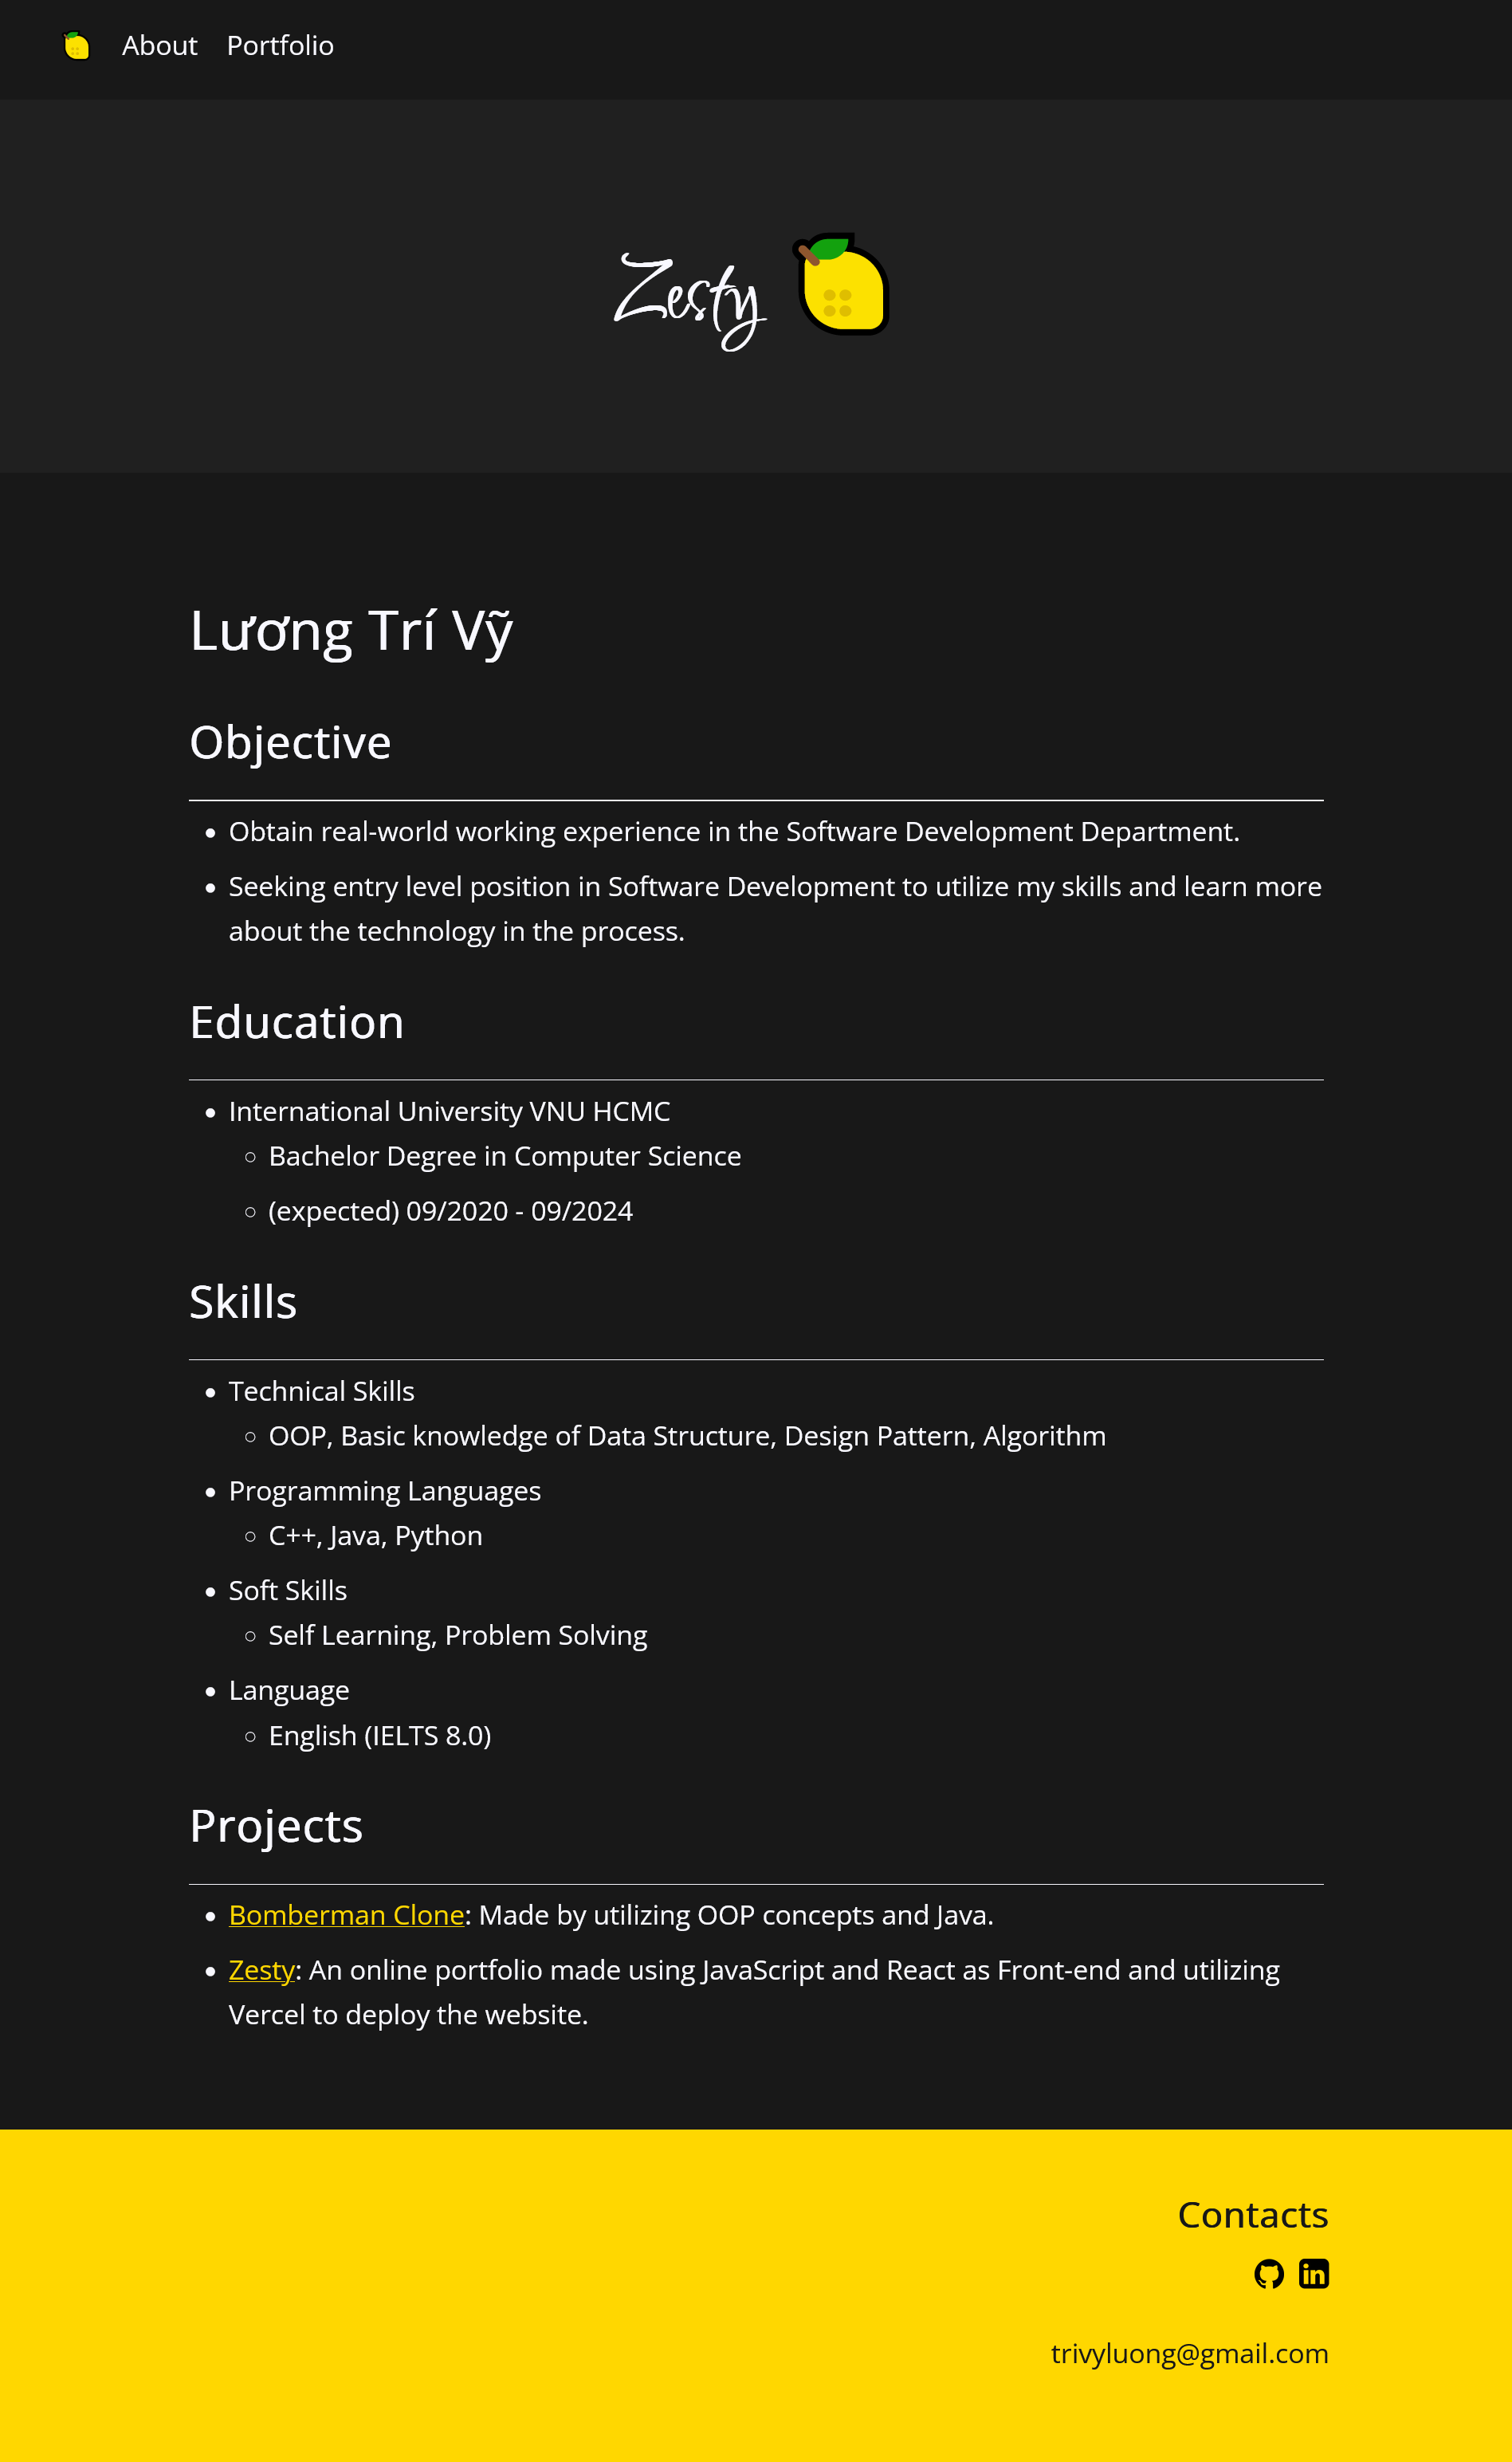 About Portfolio
Zesty
Lương Trí Vỹ
Objective
Obtain real-world working experience in the Software Development Department.
Seeking entry level position in Software Development to utilize my skills and learn more
about the technology in the process.
Education
International University VNU HCMC
Bachelor Degree in Computer Science
(expected) 09/2020 - 09/2024
Skills
Technical Skills
OOP, Basic knowledge of Data Structure, Design Pattern, Algorithm
Programming Languages
C++, Java, Python
Soft Skills
Self Learning, Problem Solving
Language
English (IELTS 8.0)
Projects
Bomberman Clone: Made by utilizing OOP concepts and Java.
Zesty: An online portfolio made using JavaScript and React as Front-end and utilizing
Vercel to deploy the website.
Contacts
in
trivyluong@gmail.com